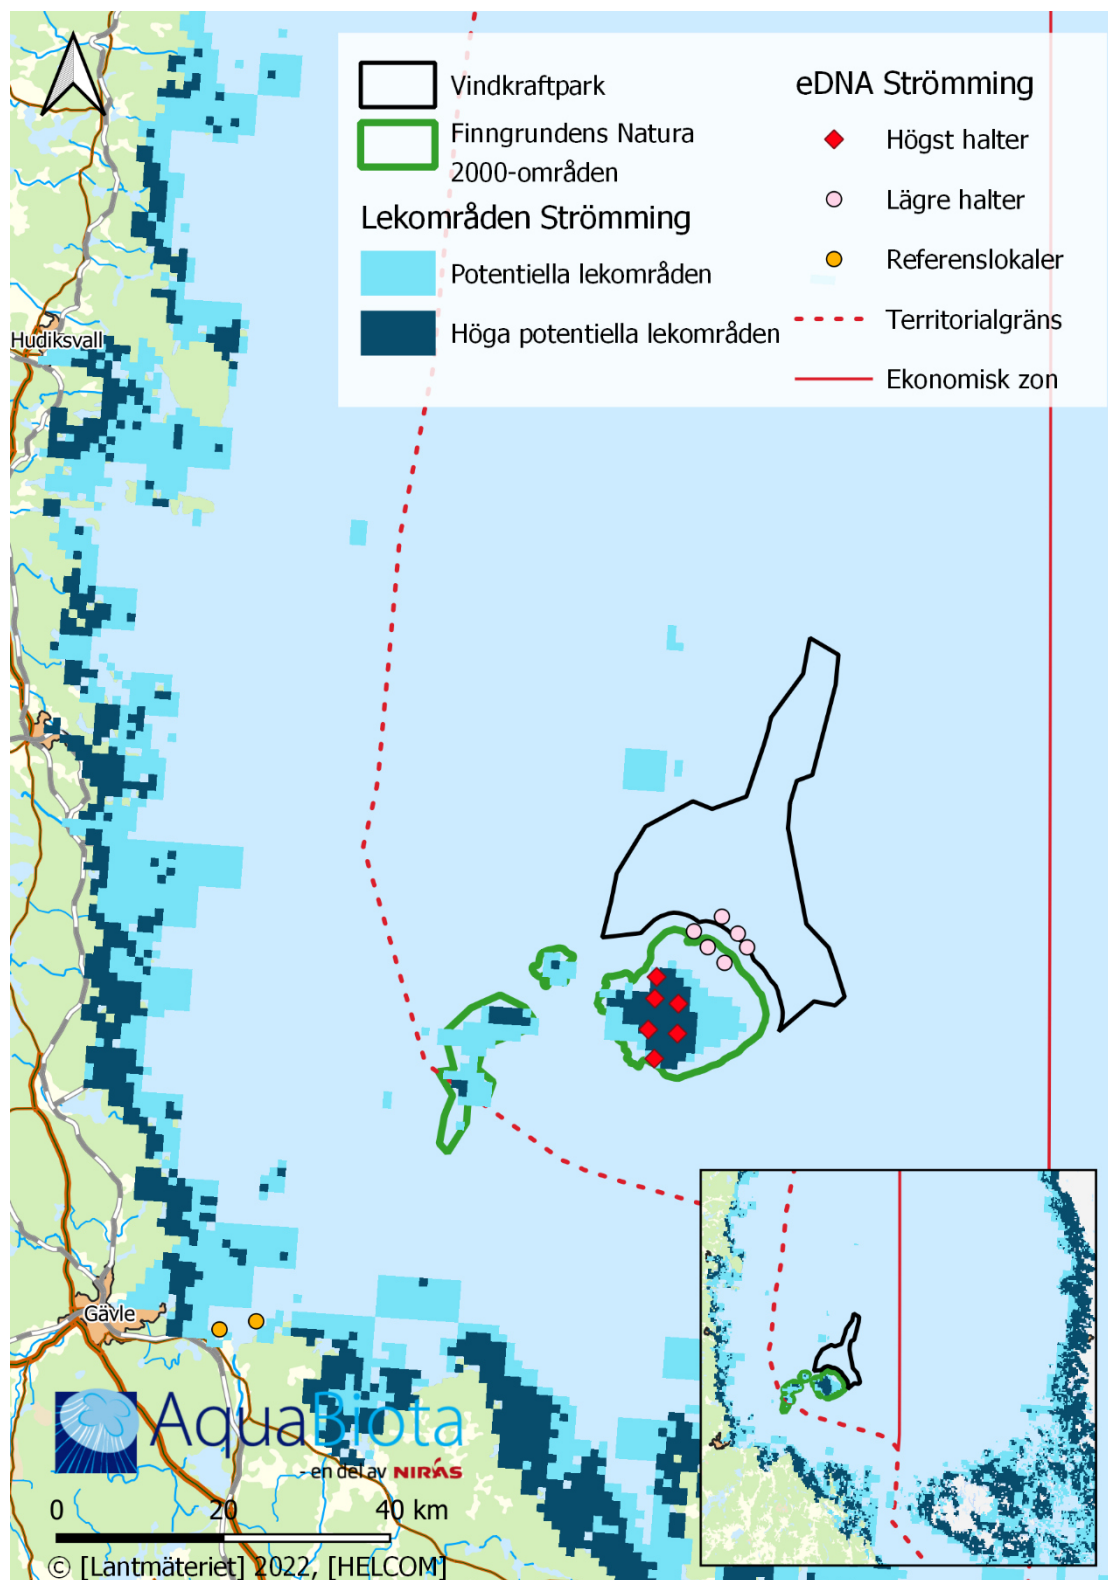 Vindkraftpark
Finngrundens Natura
2000-områden
Lekområden Strömming
Potentiella lekområden
Höga potentiella lekområden
eDNA Strömming
Högst halter
Lägre halter
Referenslokaler
Territorialgräns
Ekonomisk zon
Hudiksvall
Gävle
AquaBiota
- en del av NIRÁS
0 20 40 km
© [Lantmäteriet] 2022, [HELCOM]